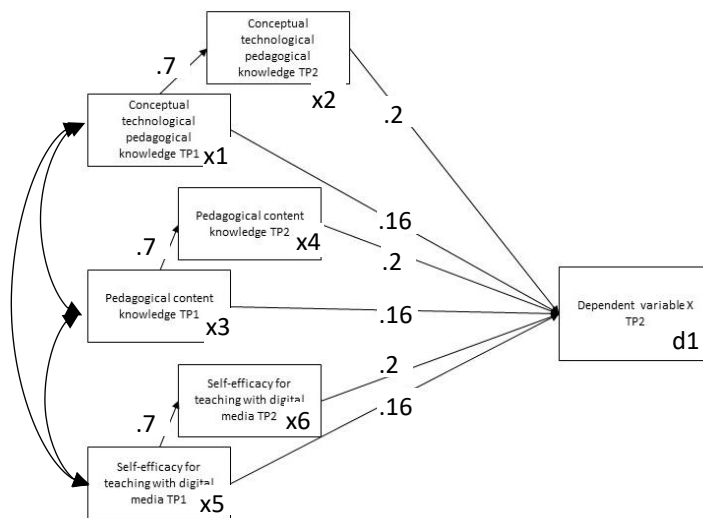 Conceptual
technological
pedagogical
knowledge TP2
x2
.7
.2
Conceptual
technological
pedagogical
knowledge TP1
x1
.16
Pedagogical content
knowledge TP2
x4
.7
.2
Pedagogical content
knowledge TP1
x3
.16
Dependent variable X
TP2
d1
Self-efficacy for
teaching with digital
media TP2
x6
.7
.2
.16
Self-efficacy for
teaching with digital
media TP1
x5